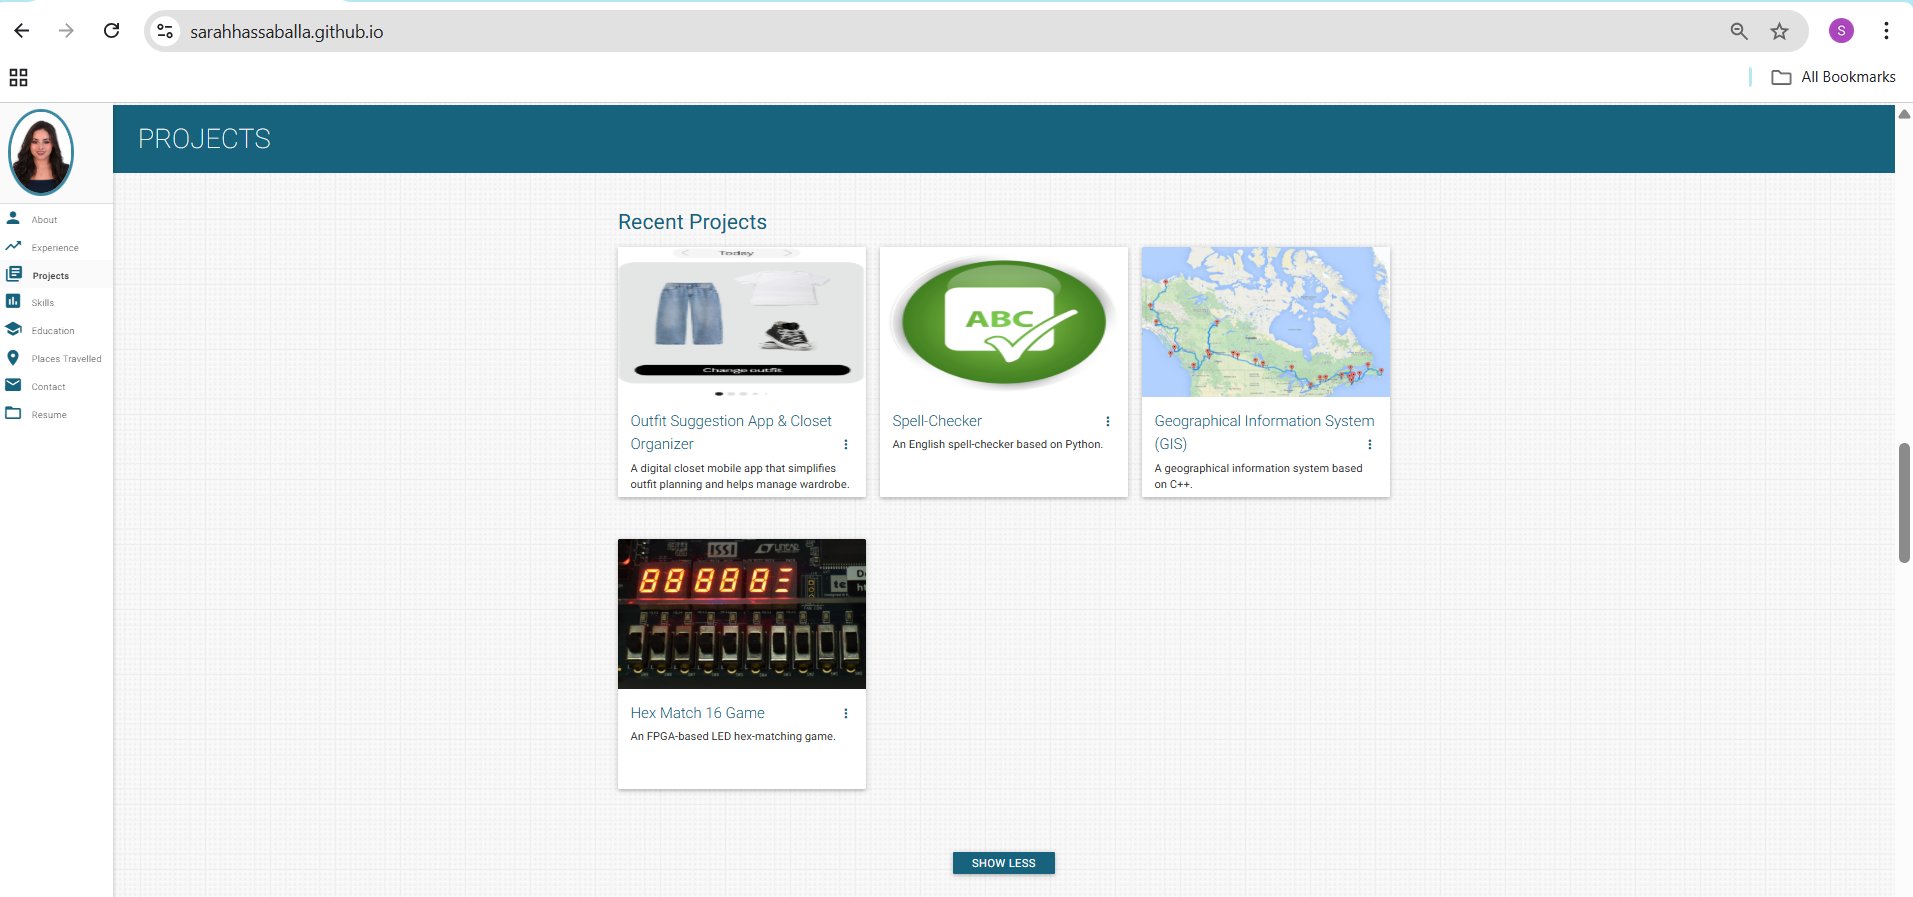 sarahhassaballa.github.io
S
All Bookmarks
PROJECTS
About
Experience
Projects
Skills
Education
Places Travelled
Contact
Resume
Recent Projects
Today
Change outfit
Outfit Suggestion App & Closet
Organizer
A digital closet mobile app that simplifies
outfit planning and helps manage wardrobe.
ABC
Spell-Checker
An English spell-checker based on Python.
Geographical Information System
(GIS)
A geographical information system based
on C++.
ISSI
LINEAR
Hex Match 16 Game
An FPGA-based LED hex-matching game.
SHOW LESS